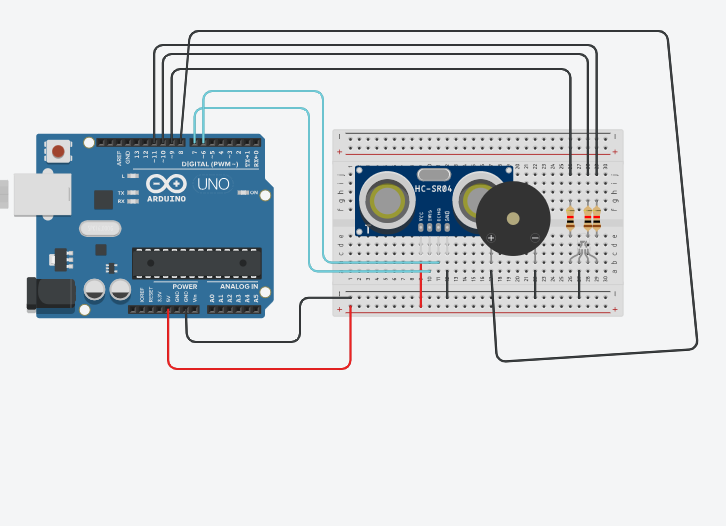 AREF
GND
13
12
~11
~10
~9
8
7
~6
~5
4
~3
2
TX→1
RX←0
DIGITAL (PWM~)
L
TX
RX
UNO
ARDUINO
ON
IOREF
RESET
3.3V
5V
GND
GND
Vin
POWER
ANALOG IN
A0
A1
A2
A3
A4
A5
HC-SR04
VCC
TRIG
ECHO
GND
T